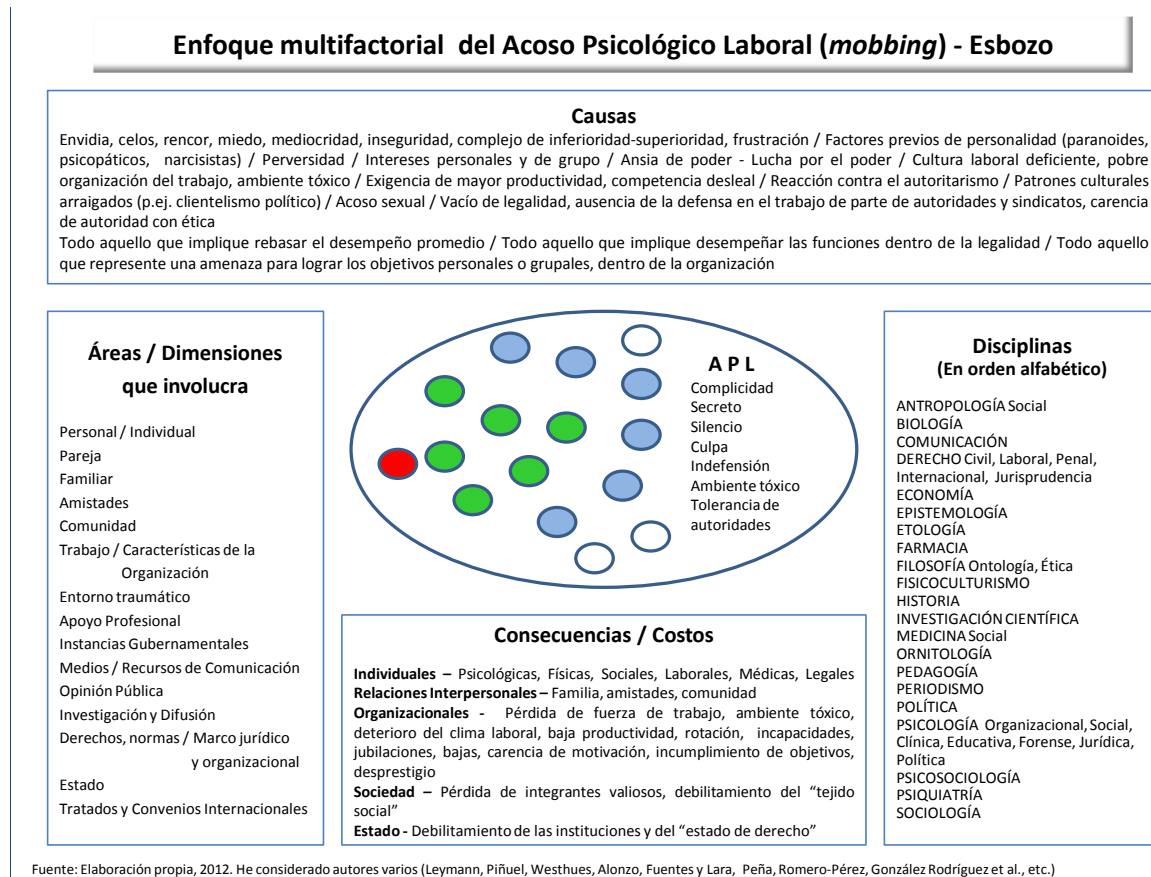 Enfoque multifactorial del Acoso Psicológico Laboral (mobbing) - Esbozo
Causas
Envidia, celos, rencor, miedo, mediocridad, inseguridad, complejo de inferioridad-superioridad, frustración / Factores previos de personalidad (paranoides,
psicopáticos, narcisistas) / Perversidad / Intereses personales y de grupo / Ansia de poder - Lucha por el poder / Cultura laboral deficiente, pobre
organización del trabajo, ambiente tóxico / Exigencia de mayor productividad, competencia desleal / Reacción contra el autoritarismo / Patrones culturales
arraigados (p.ej. clientelismo político) / Acoso sexual / Vacío de legalidad, ausencia de la defensa en el trabajo de parte de autoridades y sindicatos, carencia
de autoridad con ética
Todo aquello que implique rebasar el desempeño promedio / Todo aquello que implique desempeñar las funciones dentro de la legalidad / Todo aquello
que represente una amenaza para lograr los objetivos personales o grupales, dentro de la organización
Áreas / Dimensiones
que involucra
Personal / Individual
Pareja
Familiar
Amistades
Comunidad
Trabajo / Características de la
Organización
Entorno traumático
Apoyo Profesional
Instancias Gubernamentales
Medios / Recursos de Comunicación
Opinión Pública
Investigación y Difusión
Derechos, normas / Marco jurídico
y organizacional
Estado
Tratados y Convenios Internacionales
A P L
Complicidad
Secreto
Silencio
Culpa
Indefensión
Ambiente tóxico
Tolerancia de
autoridades
Consecuencias / Costos
Individuales – Psicológicas, Físicas, Sociales, Laborales, Médicas, Legales
Relaciones Interpersonales – Familia, amistades, comunidad
Organizacionales - Pérdida de fuerza de trabajo, ambiente tóxico,
deterioro del clima laboral, baja productividad, rotación, incapacidades,
jubilaciones, bajas, carencia de motivación, incumplimiento de objetivos,
desprestigio
Sociedad – Pérdida de integrantes valiosos, debilitamiento del “tejido
social”
Estado - Debilitamiento de las instituciones y del “estado de derecho”
Disciplinas
(En orden alfabético)
ANTROPOLOGÍA Social
BIOLOGÍA
COMUNICACIÓN
DERECHO Civil, Laboral, Penal,
Internacional, Jurisprudencia
ECONOMÍA
EPISTEMOLOGÍA
ETOLOGÍA
FARMACIA
FILOSOFÍA Ontología, Ética
FISICOCULTURISMO
HISTORIA
INVESTIGACIÓN CIENTÍFICA
MEDICINA Social
ORNITOLOGÍA
PEDAGOGÍA
PERIODISMO
POLÍTICA
PSICOLOGÍA Organizacional, Social,
Clínica, Educativa, Forense, Jurídica,
Política
PSICOSOCIOLOGÍA
PSIQUIATRÍA
SOCIOLOGÍA
Fuente: Elaboración propia, 2012. He considerado autores varios (Leymann, Piñuel, Westhues, Alonzo, Fuentes y Lara, Peña, Romero-Pérez, González Rodríguez et al., etc.)